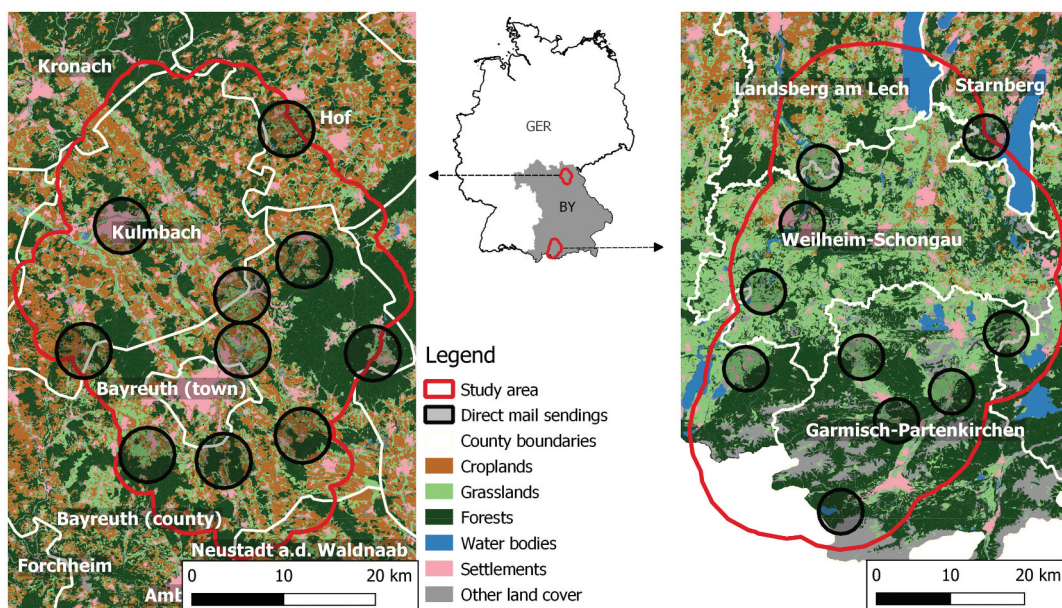 Kronach
Hof
Kulmbach
Bayreuth (town)
Bayreuth (county)
Neustadt a.d. Waldnaab
Forchheim
Amb
0 10 20 km
GER
BY
Legend
Study area
Direct mail sendings
County boundaries
Croplands
Grasslands
Forests
Water bodies
Settlements
Other land cover
Landsberg am Lech
Starnberg
Weilheim-Schongau
Garmisch-Partenkirchen
0 10 20 km